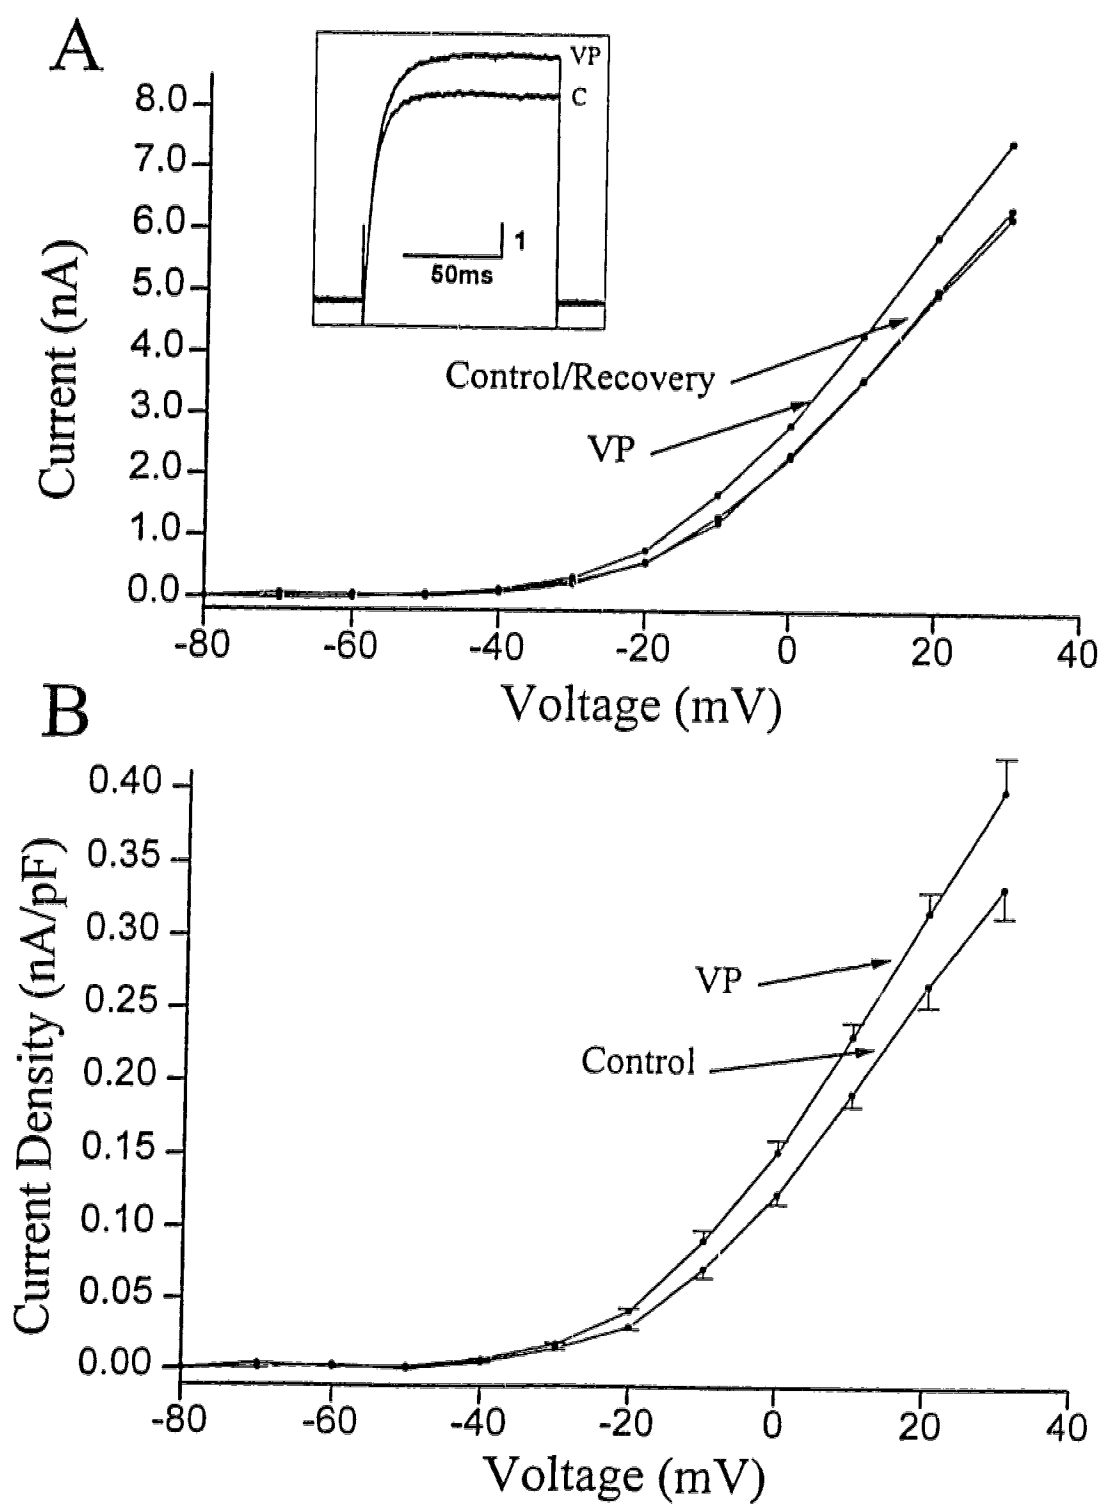 A
VP
C
1
50ms
8.0
7.0
6.0
5.0
4.0
3.0
2.0
1.0
0.0
Current (nA)
Control/Recovery
VP
-80 -60 -40 -20 0 20 40
Voltage (mV)
B
0.40
0.35
0.30
0.25
0.20
0.15
0.10
0.05
0.00
Current Density (nA/pF)
VP
Control
-80 -60 -40 -20 0 20 40
Voltage (mV)